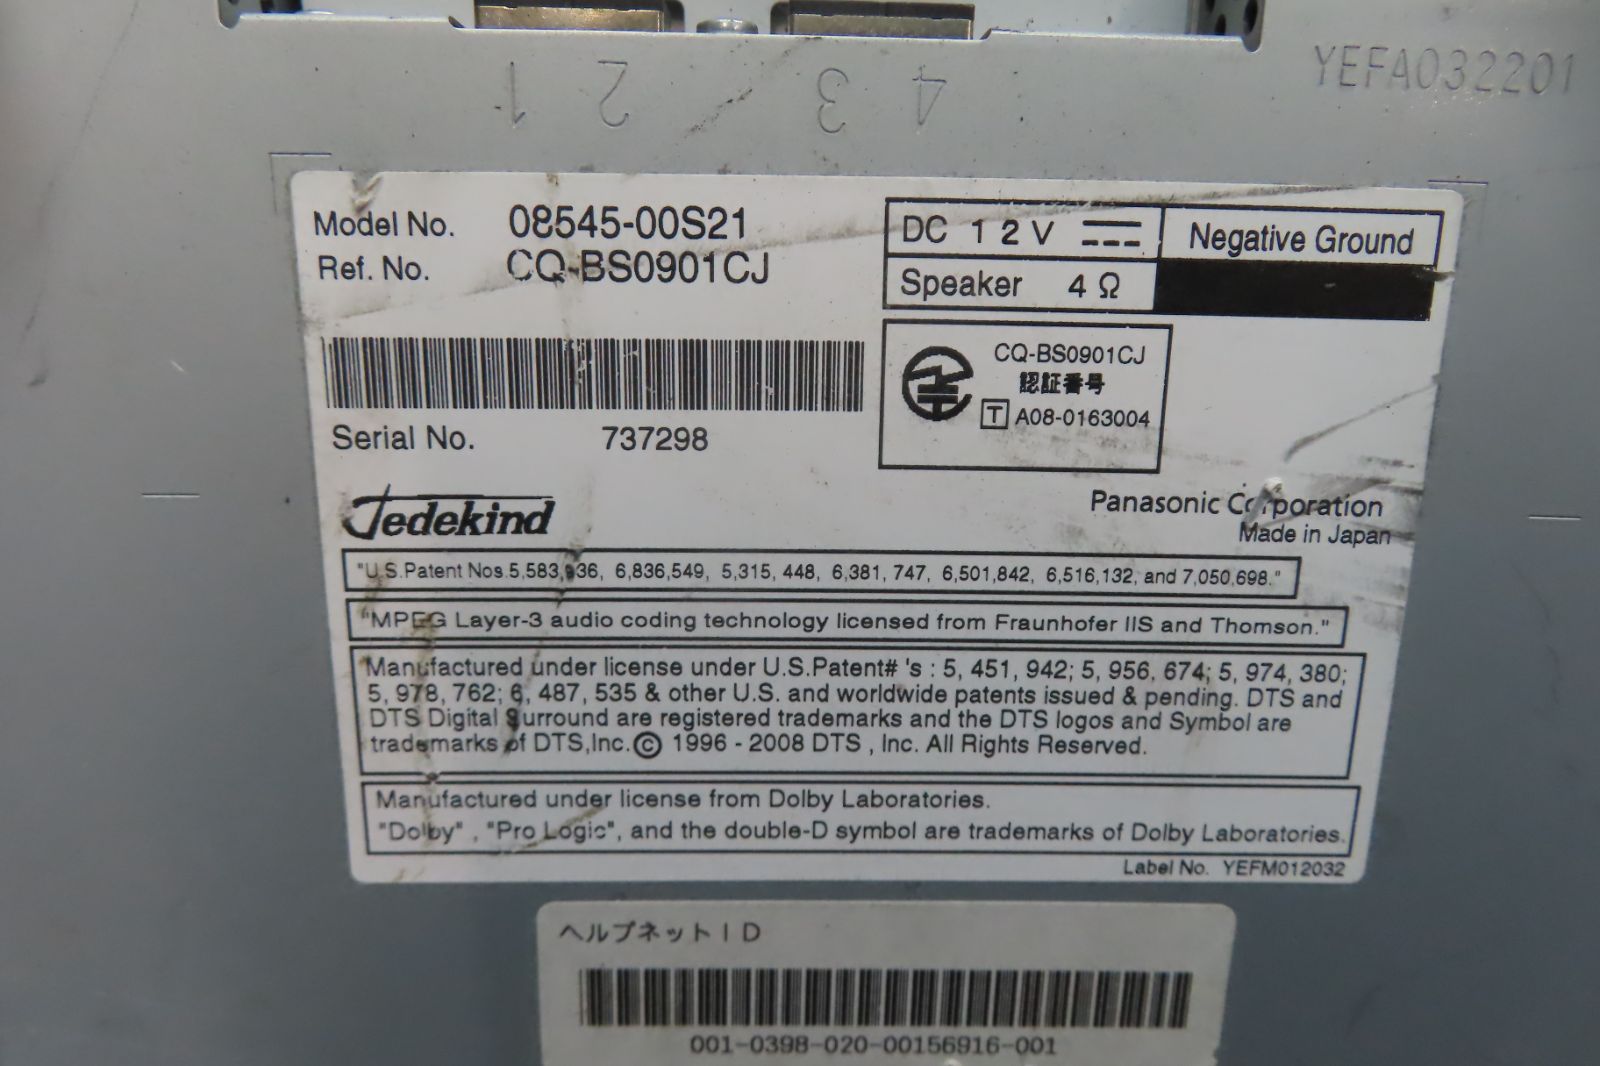 1 2 3 4
YEFA032201
Model No. 08545-00S21
Ref. No. CQ-BS0901CJ
DC 12V
Negative Ground
Speaker 4Ω
CQ-BS0901CJ
認証番号
T A08-0163004
Serial No. 737298
Jedekind
Panasonic Corporation
Made in Japan
"U.S.Patent Nos.5,583,936, 6,836,549, 5,315, 448, 6,381, 747, 6,501,842, 6,516,132, and 7,050,698."
"MPEG Layer-3 audio coding technology licensed from Fraunhofer IIS and Thomson."
Manufactured under license under U.S.Patent# 's : 5, 451, 942; 5, 956, 674; 5, 974, 380;
5, 978, 762; 6, 487, 535 & other U.S. and worldwide patents issued & pending. DTS and
DTS Digital Surround are registered trademarks and the DTS logos and Symbol are
trademarks of DTS,Inc.© 1996 - 2008 DTS , Inc. All Rights Reserved.
Manufactured under license from Dolby Laboratories.
"Dolby" , "Pro Logic", and the double-D symbol are trademarks of Dolby Laboratories.
Label No. YEFM012032
ヘルプネットID
001-0398-020-00156916-001